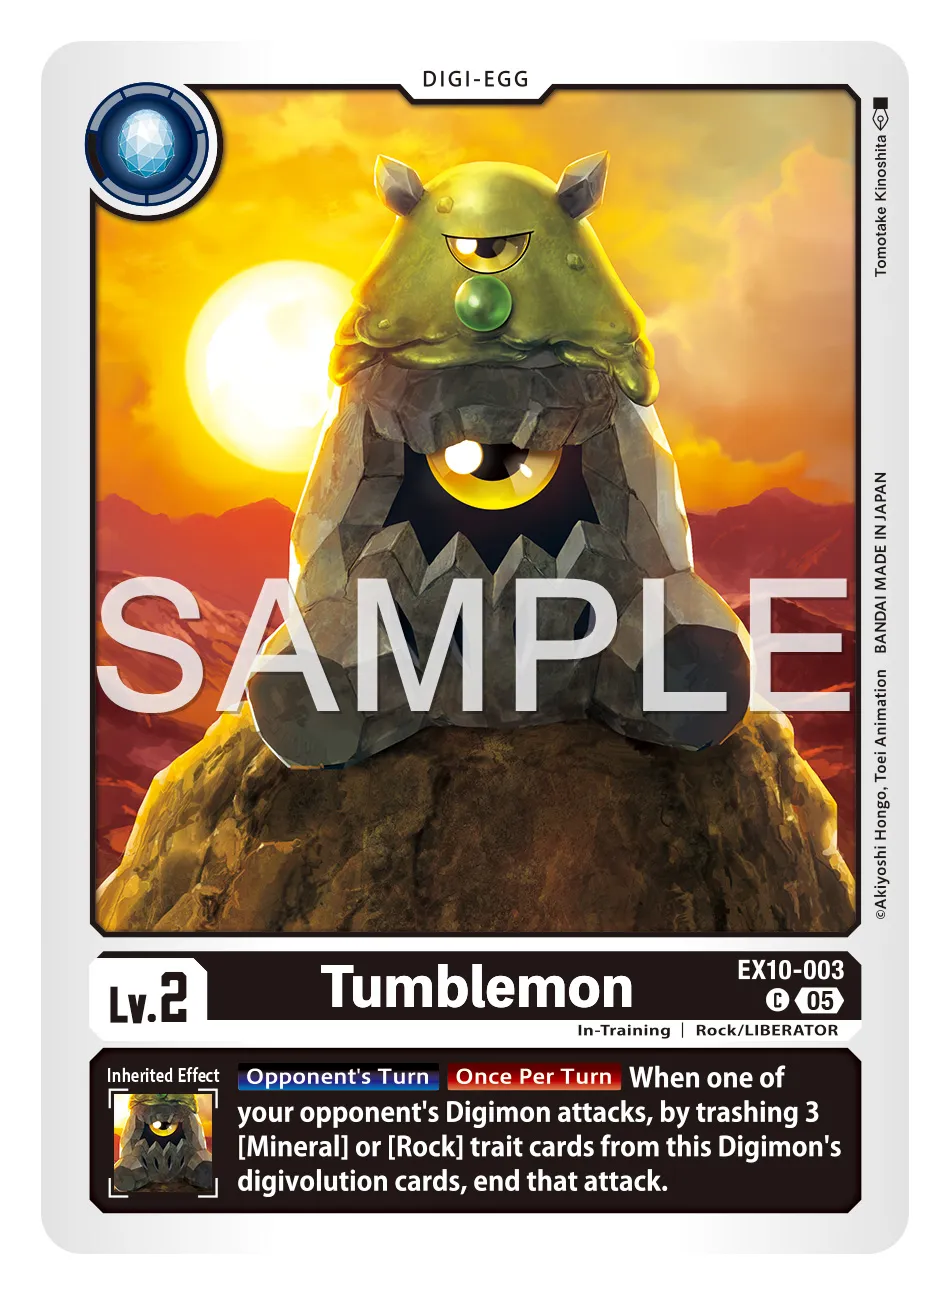 DIGI-EGG
Tomotake Kinoshita
SAMPLE
©Akiyoshi Hongo, Toei Animation BANDAI MADE IN JAPAN
Lv.2
Tumblemon
EX10-003
C 05
In-Training | Rock/LIBERATOR
Inherited Effect
Opponent's Turn Once Per Turn When one of
your opponent's Digimon attacks, by trashing 3
[Mineral] or [Rock] trait cards from this Digimon's
digivolution cards, end that attack.